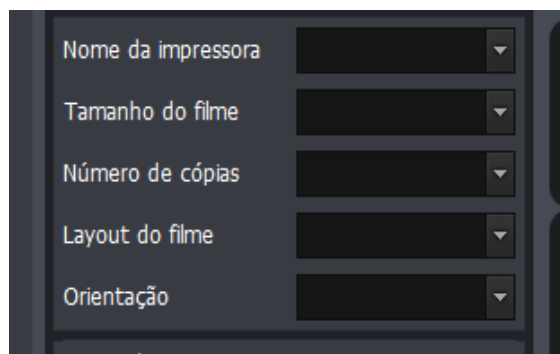 Nome da impressora
Tamanho do filme
Número de cópias
Layout do filme
Orientação